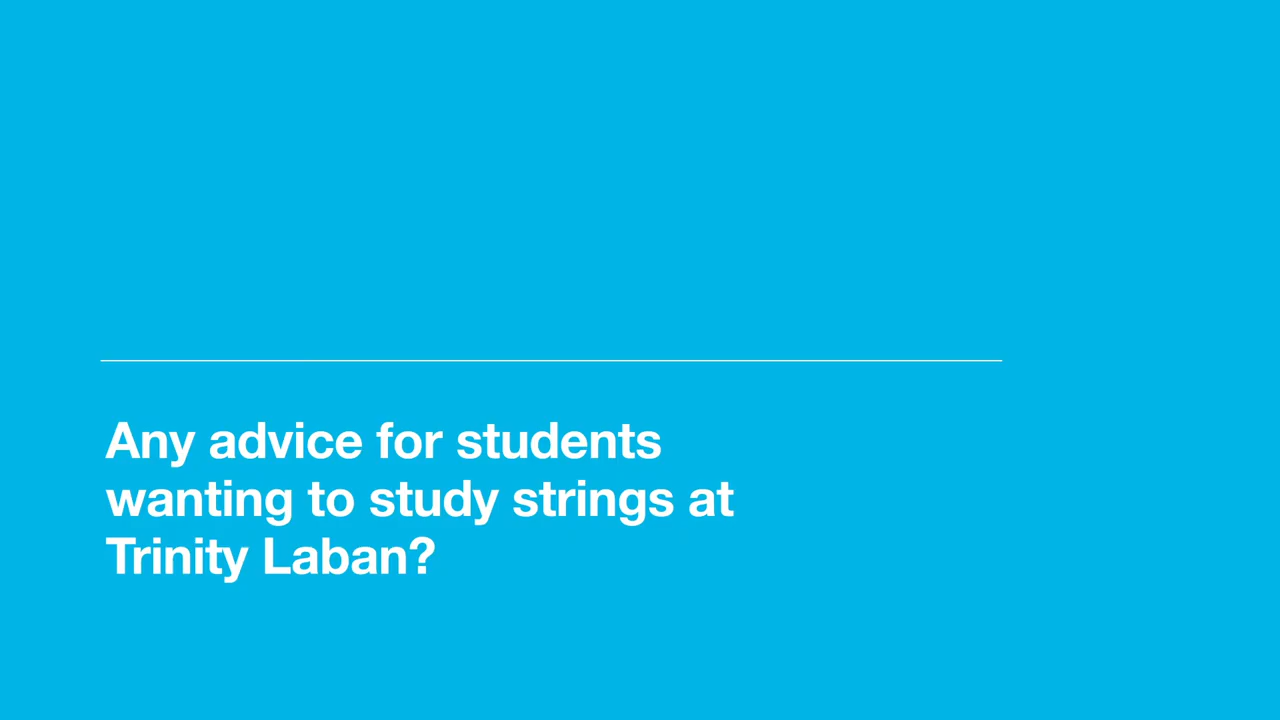 Any advice for students
wanting to study strings at
Trinity Laban?